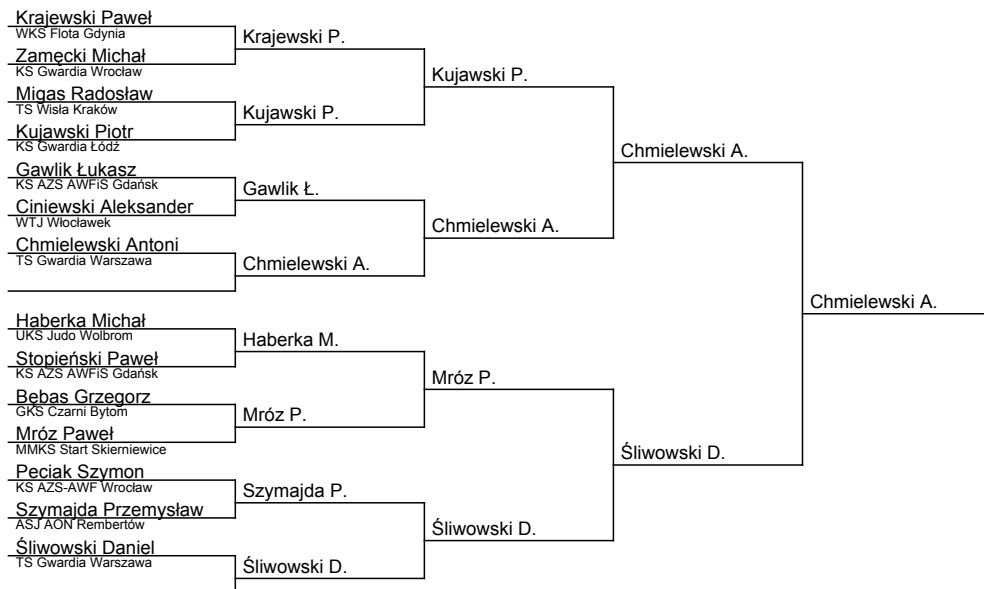 Krajewski Paweł
WKS Flota Gdynia
Krajewski P.
Zamęcki Michał
KS Gwardia Wrocław
Kujawski P.
Migas Radosław
TS Wisła Kraków
Kujawski P.
Kujawski Piotr
KS Gwardia Łódź
Chmielewski A.
Gawlik Łukasz
KS AZS AWFiS Gdańsk
Gawlik Ł.
Ciniewski Aleksander
WTJ Włocławek
Chmielewski A.
Chmielewski Antoni
TS Gwardia Warszawa
Chmielewski A.
Chmielewski A.
Haberka Michał
UKS Judo Wolbrom
Haberka M.
Stopieński Paweł
KS AZS AWFiS Gdańsk
Mróz P.
Bębas Grzegorz
GKS Czarni Bytom
Mróz P.
Mróz Paweł
MMKS Start Skierniewice
Śliwowski D.
Peciak Szymon
KS AZS-AWF Wrocław
Szymajda P.
Szymajda Przemysław
ASJ AON Rembertów
Śliwowski D.
Śliwowski Daniel
TS Gwardia Warszawa
Śliwowski D.